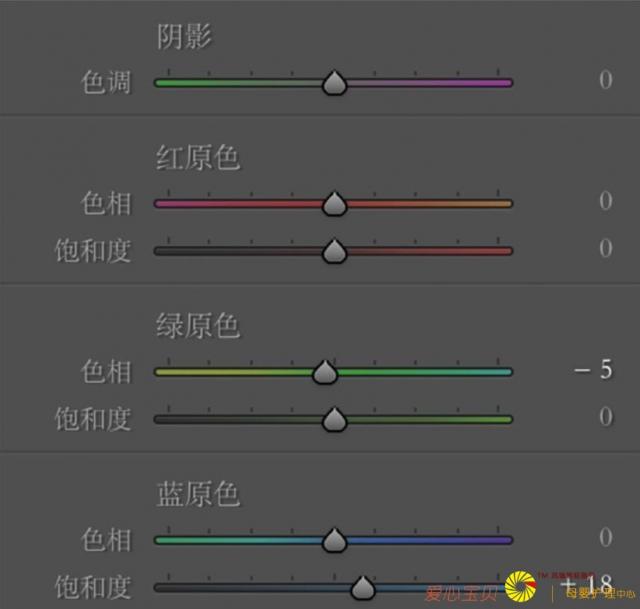 阴影
色调 0
红原色
色相 0
饱和度 0
绿原色
色相 - 5
饱和度 0
蓝原色
色相 0
饱和度 + 18
爱心宝贝 TM 母婴护理中心